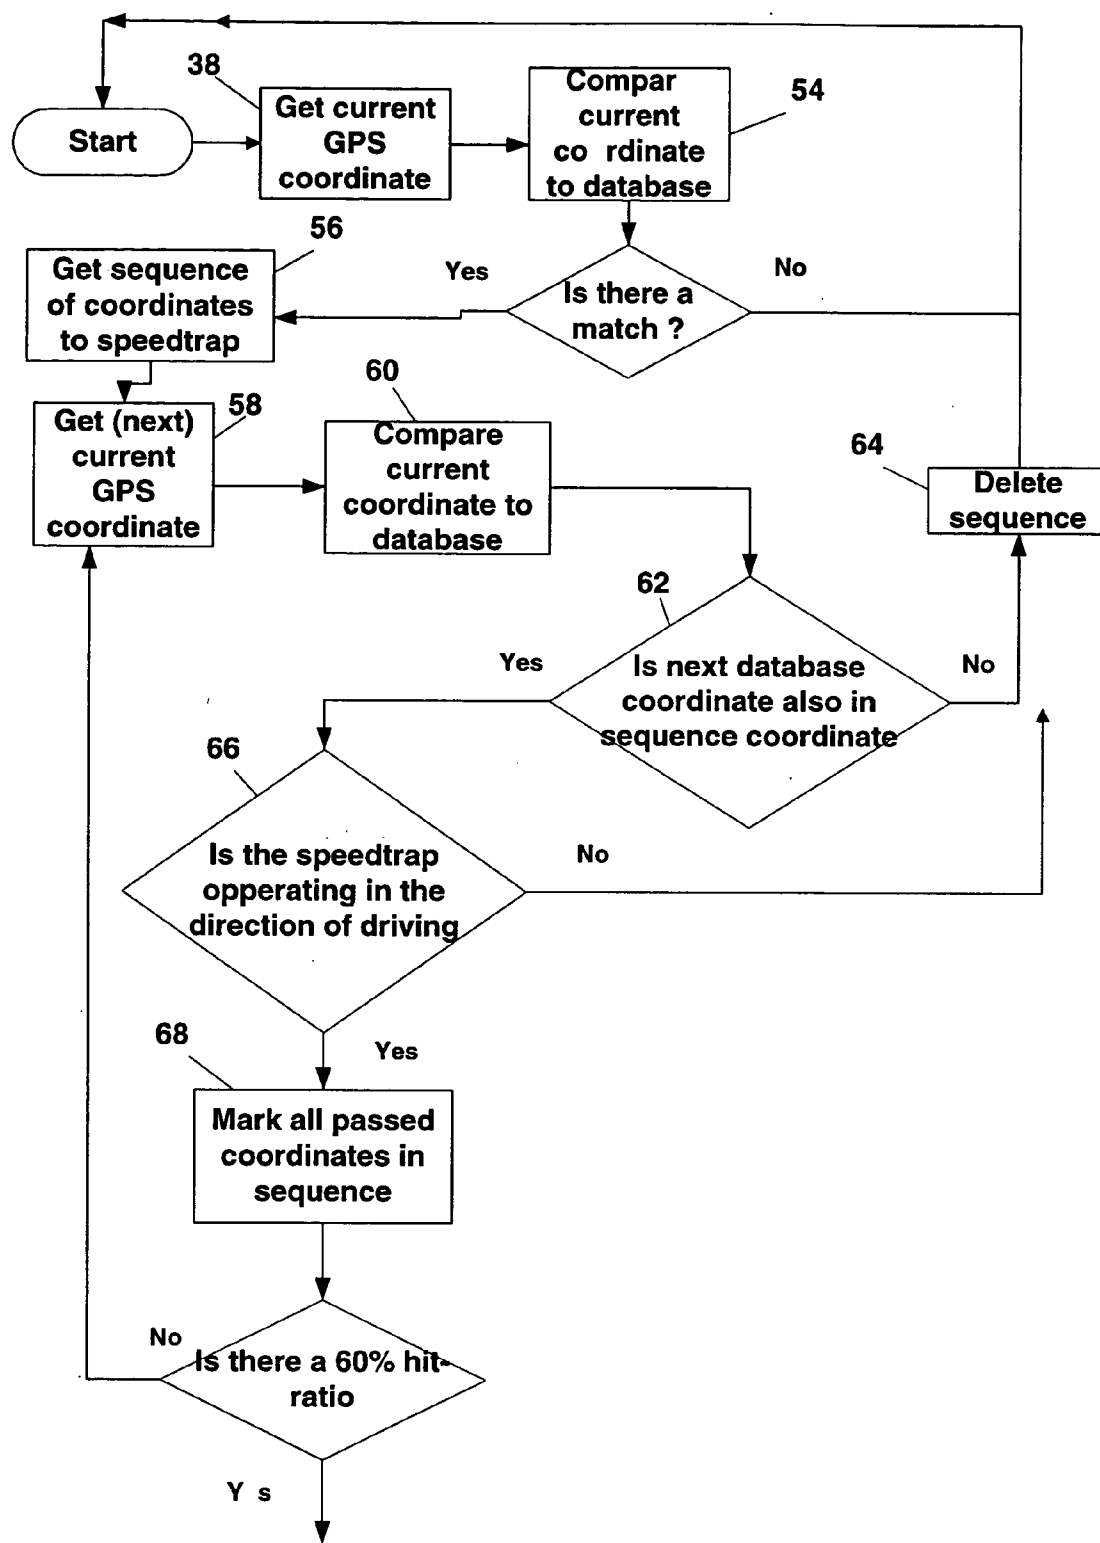 38
Get current
GPS
coordinate
Start
Compar
current
co rdinate
to database
54
56
Get sequence
of coordinates
to speedtrap
Yes
Is there a
match ?
No
58
Get (next)
current
GPS
coordinate
60
Compare
current
coordinate to
database
64
Delete
sequence
62
Yes
Is next database
coordinate also in
sequence coordinate
No
66
Is the speedtrap
opperating in the
direction of driving
No
68
Yes
Mark all passed
coordinates in
sequence
No
Is there a 60% hit-
ratio
Y s